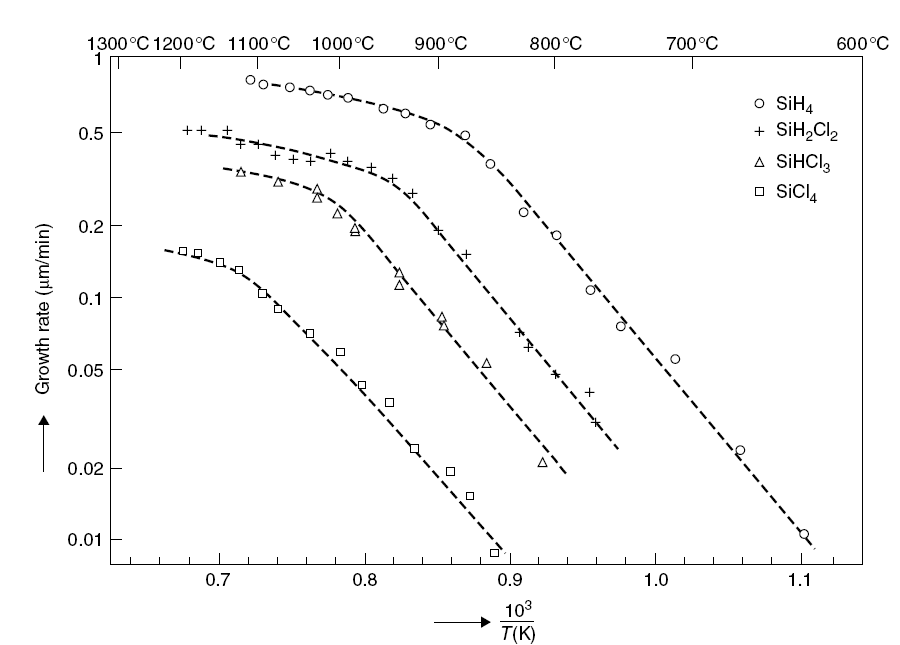 1300°C 1200°C 1100°C 1000°C 900°C 800°C 700°C 600°C
1
0.5
0.2
0.1
0.05
0.02
0.01
Growth rate (μm/min)
SiH4
SiH2Cl2
SiHCl3
SiCl4
0.7 0.8 0.9 1.0 1.1
10³
T(K)